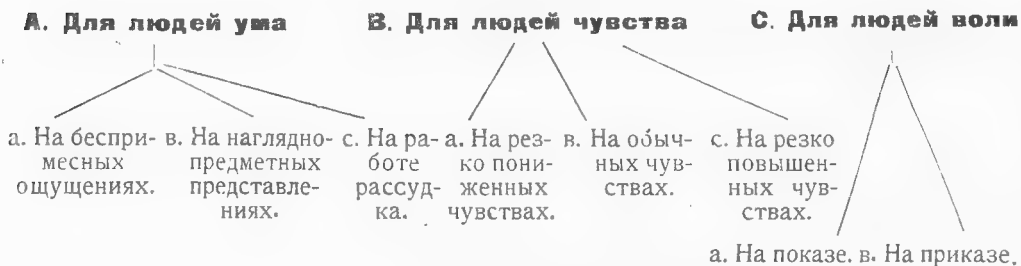 А. Для людей ума
В. Для людей чувства
С. Для людей воли
а. На беспри-
месных
ощущениях.
в. На наглядно-
предметных
представле-
ниях.
с. На ра-
боте
рассуд-
ка.
а. На рез-
ко пони-
женных
чувствах.
в. На обыч-
ных чув-
ствах.
с. На резко
повышен-
ных чув-
ствах.
а. На показе.
в. На приказе.